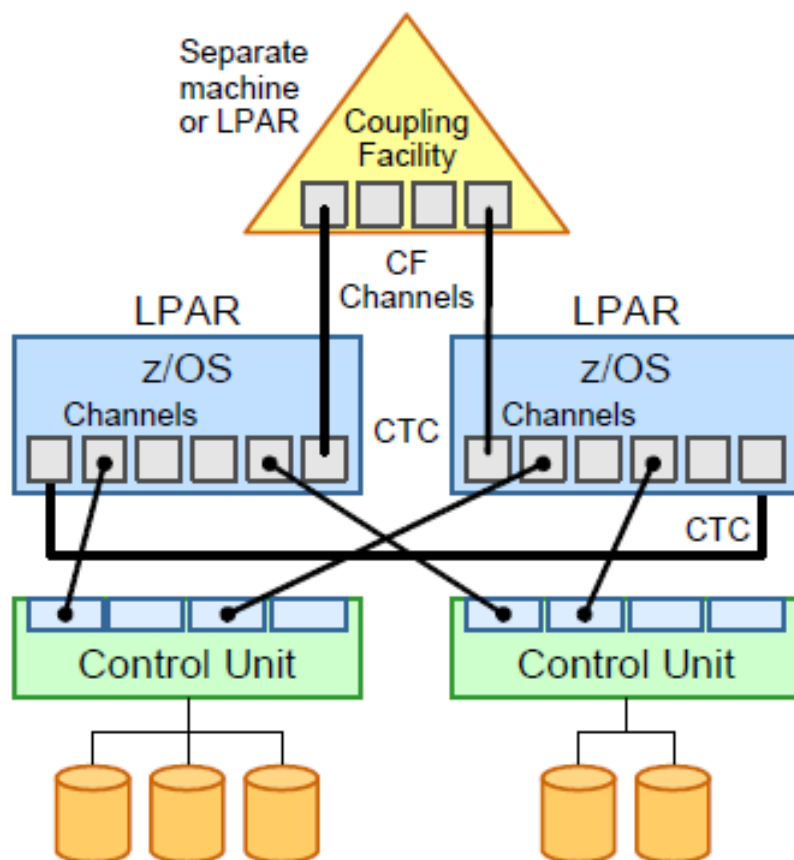 Separate
machine
or LPAR
Coupling
Facility
CF
Channels
LPAR
LPAR
z/OS
z/OS
Channels
CTC
Channels
CTC
Control Unit
Control Unit